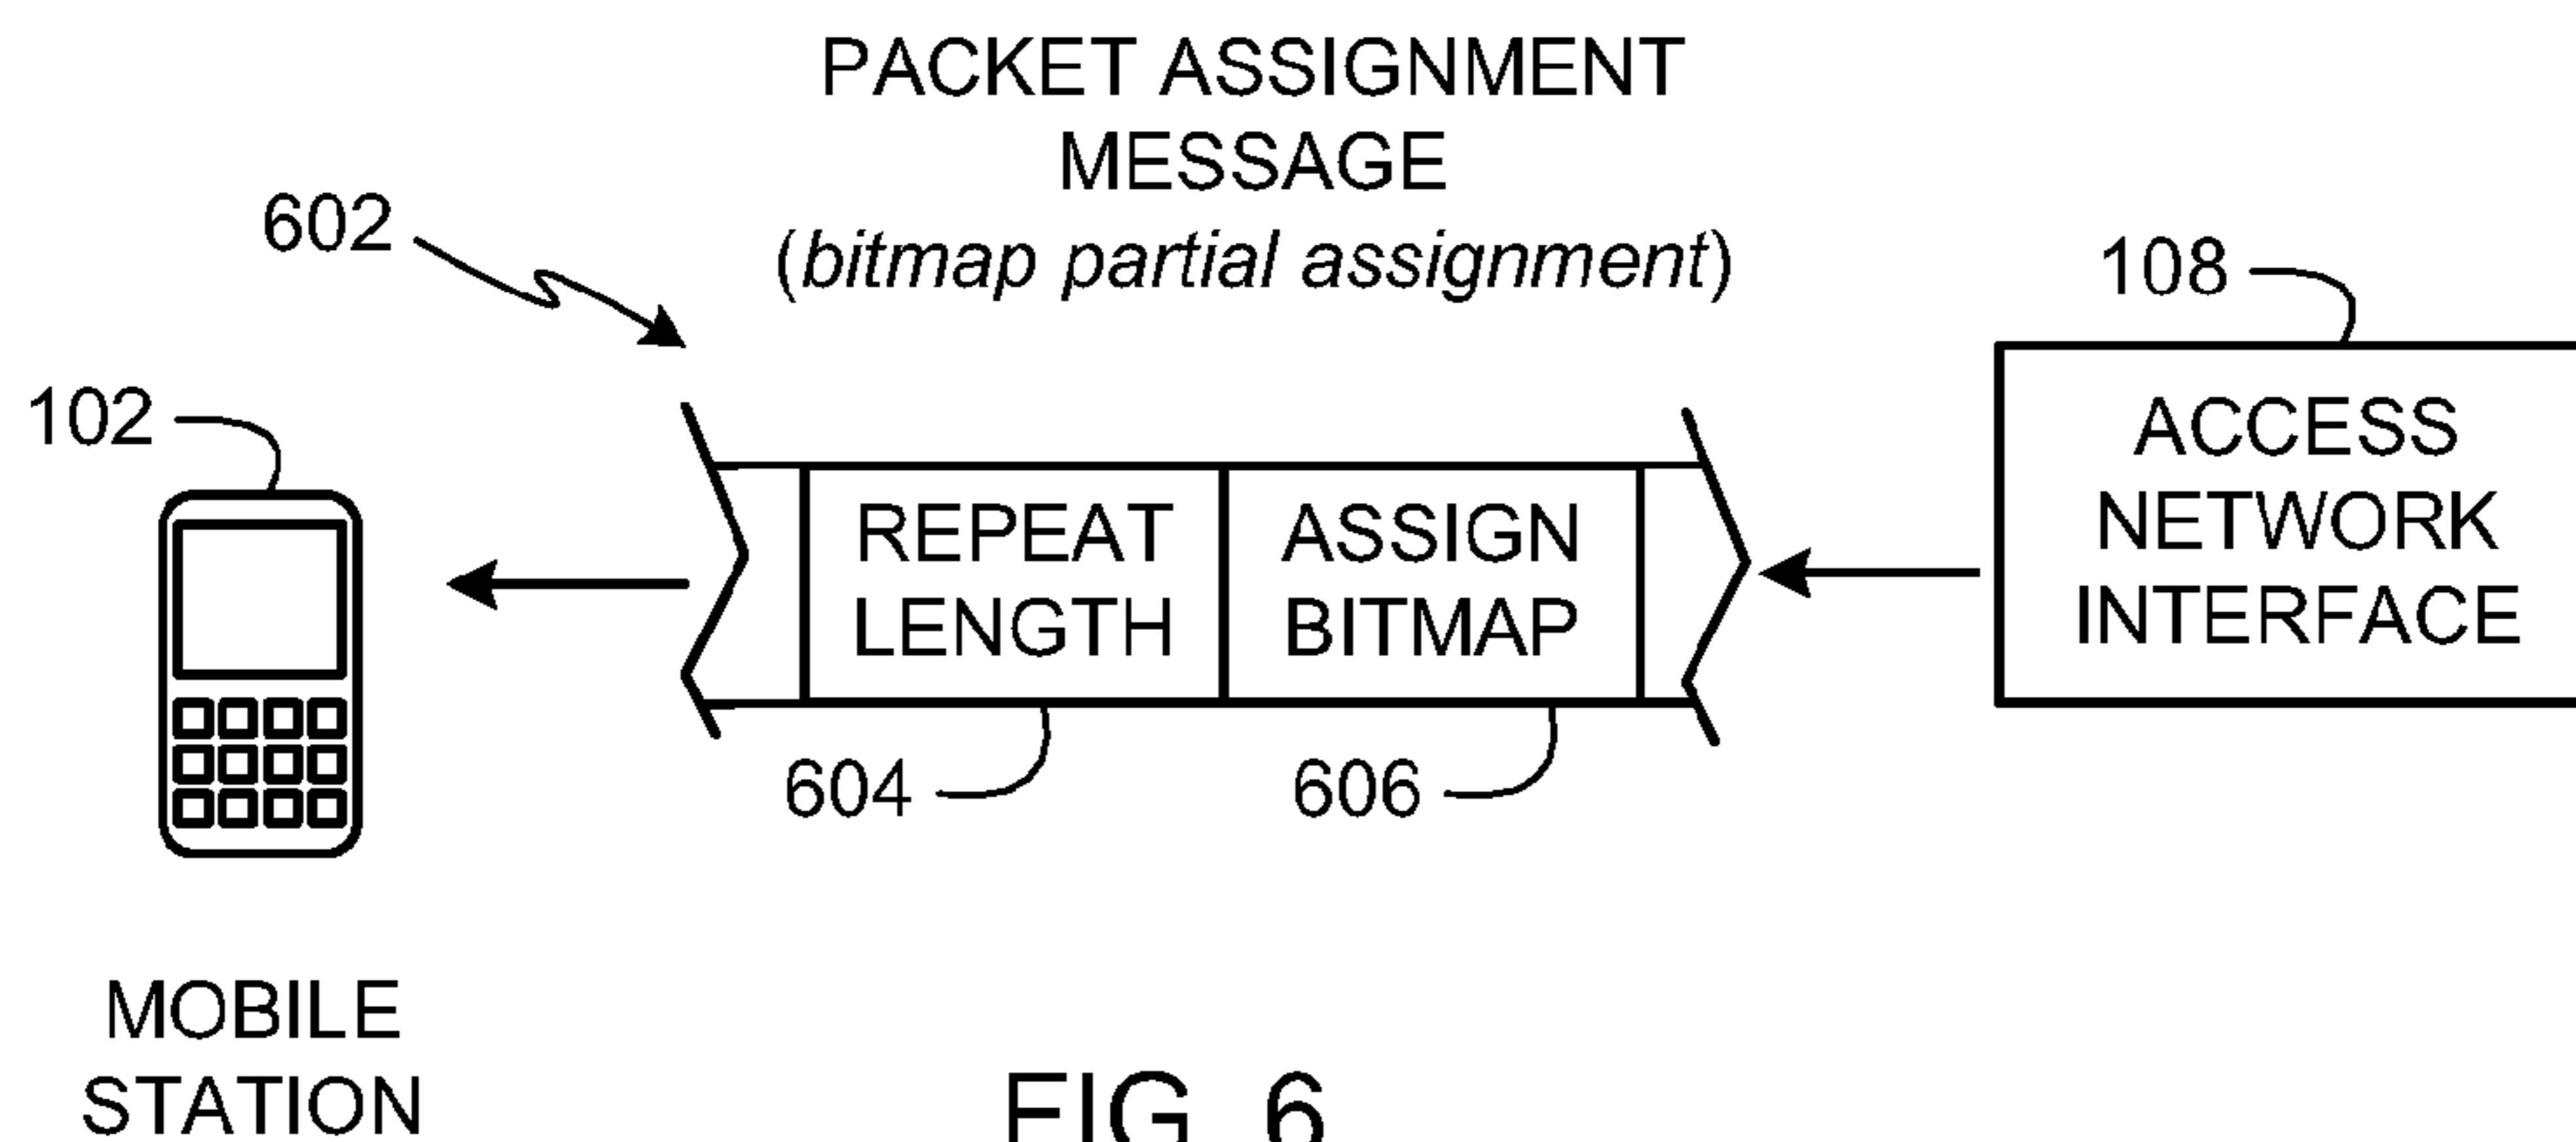 PACKET ASSIGNMENT
MESSAGE
(bitmap partial assignment)
602
108
102
REPEAT
LENGTH
ASSIGN
BITMAP
ACCESS
NETWORK
INTERFACE
604
606
MOBILE
STATION
FIG. 6